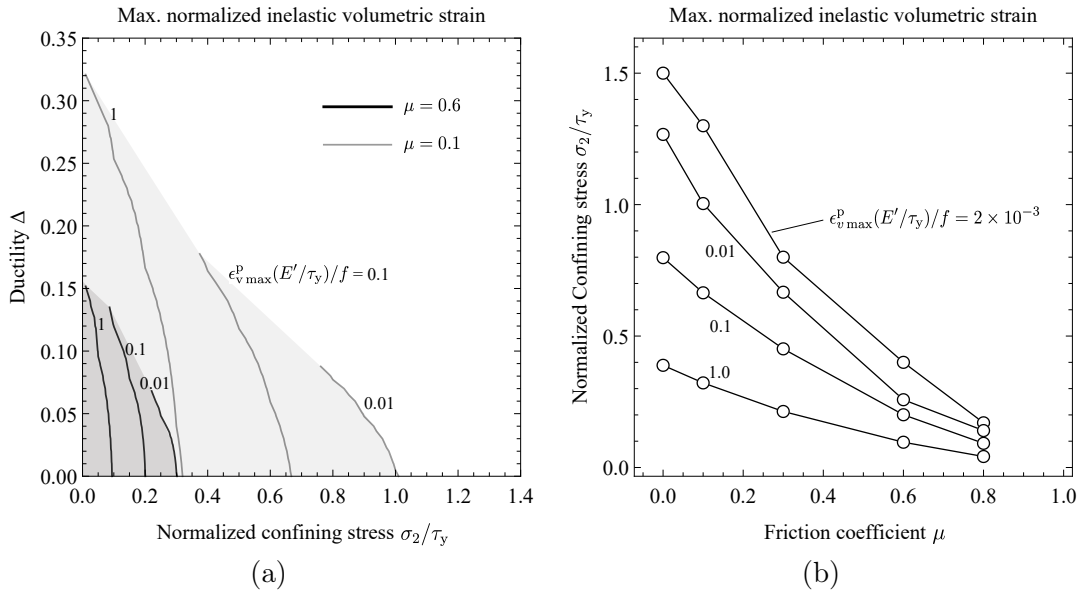 Max. normalized inelastic volumetric strain
0.35
0.30
0.25
0.20
0.15
0.10
0.05
0.00
Ductility Δ
1
μ = 0.6
μ = 0.1
ϵᵖᵥ ₘₐₓ(E′/τ_y)/f = 0.1
1
0.1
0.01
0.01
0.0 0.2 0.4 0.6 0.8 1.0 1.2 1.4
Normalized confining stress σ₂/τ_y
(a)
Max. normalized inelastic volumetric strain
1.5
1.0
0.5
0.0
Normalized Confining stress σ₂/τ_y
ϵᵖᵥ ₘₐₓ(E′/τ_y)/f = 2 × 10⁻³
0.01
0.1
1.0
0.0 0.2 0.4 0.6 0.8 1.0
Friction coefficient μ
(b)